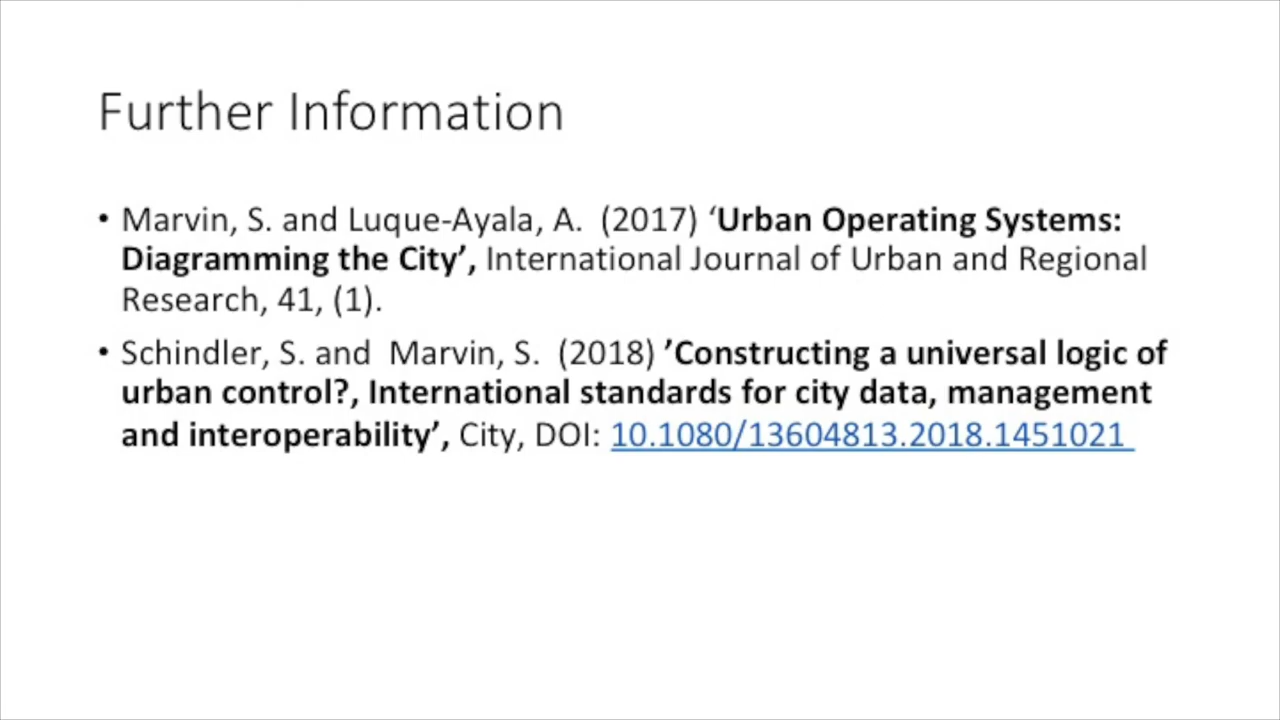 Further Information
• Marvin, S. and Luque-Ayala, A.  (2017) ‘Urban Operating Systems:
Diagramming the City’, International Journal of Urban and Regional
Research, 41, (1).
• Schindler, S. and  Marvin, S.  (2018) ’Constructing a universal logic of
urban control?, International standards for city data, management
and interoperability’, City, DOI: 10.1080/13604813.2018.1451021